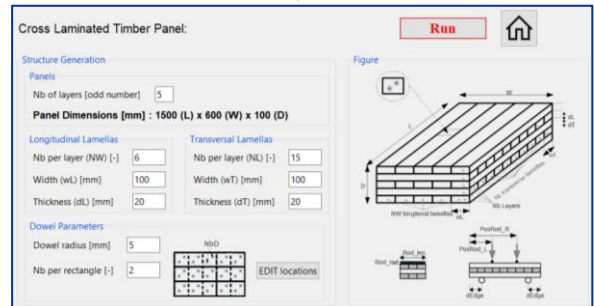 Cross Laminated Timber Panel:
Run
Structure Generation
Panels
Nb of layers [odd number] 5
Panel Dimensions [mm] : 1500 (L) x 600 (W) x 100 (D)
Longitudinal Lamellas
Nb per layer (NW) [-] 6
Width (wL) [mm] 100
Thickness (dL) [mm] 20
Transversal Lamellas
Nb per layer (NL) [-] 15
Width (wT) [mm] 100
Thickness (dT) [mm] 20
Dowel Parameters
Dowel radius [mm] 5
Nb per rectangle [-] 2
NbD
EDIT locations
Figure
W
L
dL
dT
D
wT
NL transverse lamellas
Nb Layers
NW longitenal lamellas
wL
PosRod_R
PosRod_L
Rod_len
Rod_rad
dEdge
dEdge